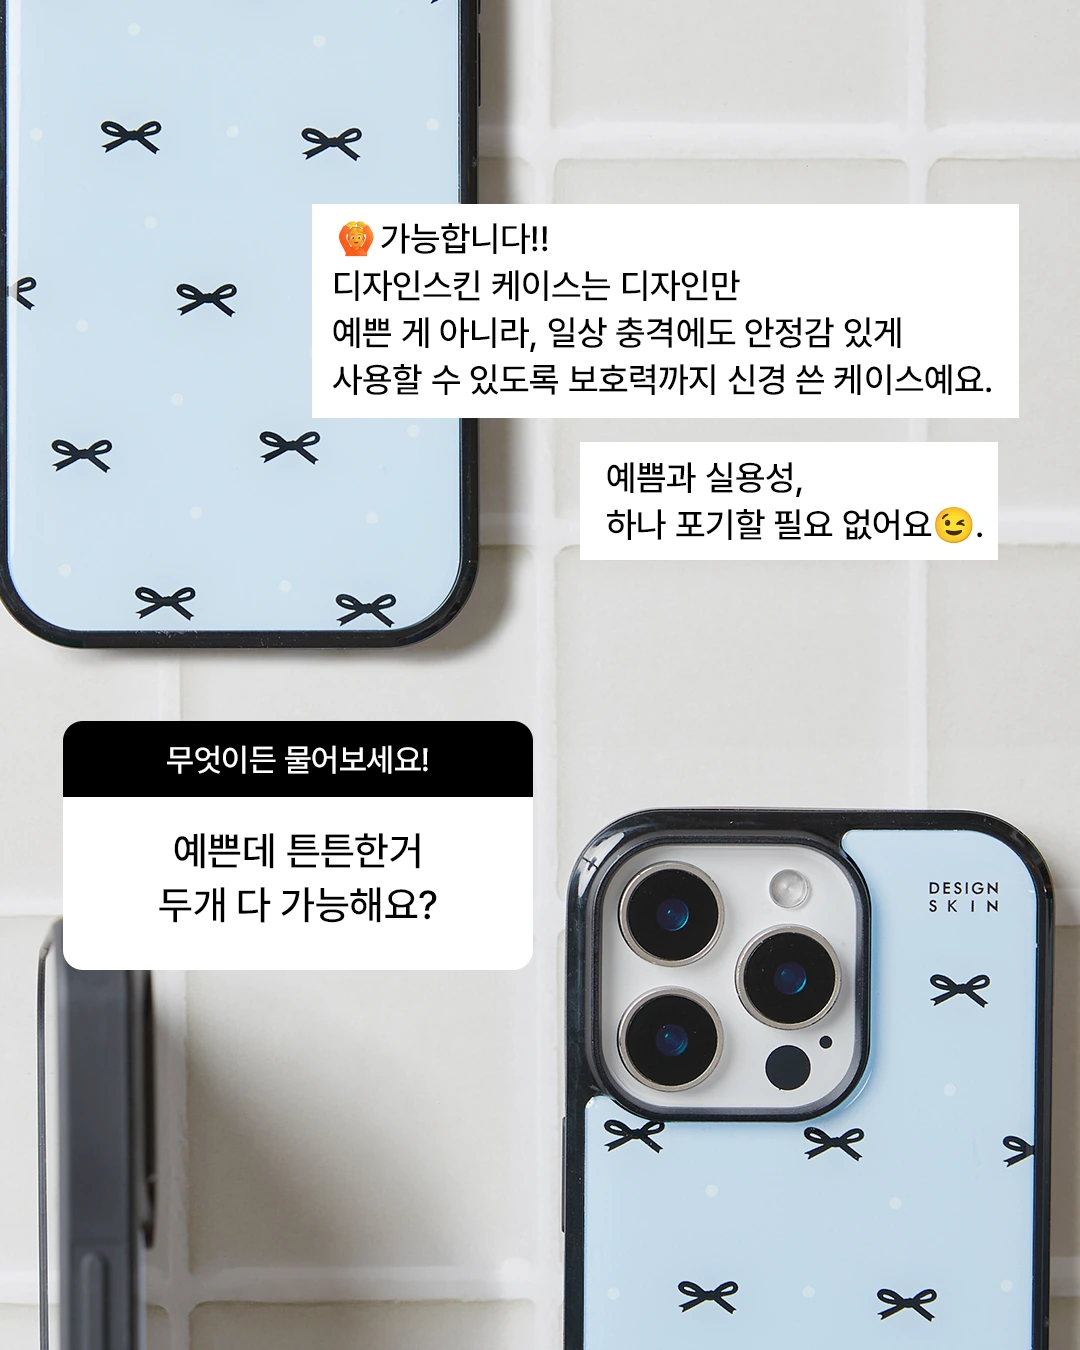 🙆가능합니다!!
디자인스킨 케이스는 디자인만
예쁜 게 아니라, 일상 충격에도 안정감 있게
사용할 수 있도록 보호력까지 신경 쓴 케이스예요.
예쁨과 실용성,
하나 포기할 필요 없어요😉.
무엇이든 물어보세요!
예쁜데 튼튼한거
두개 다 가능해요?
DESIGN
SKIN